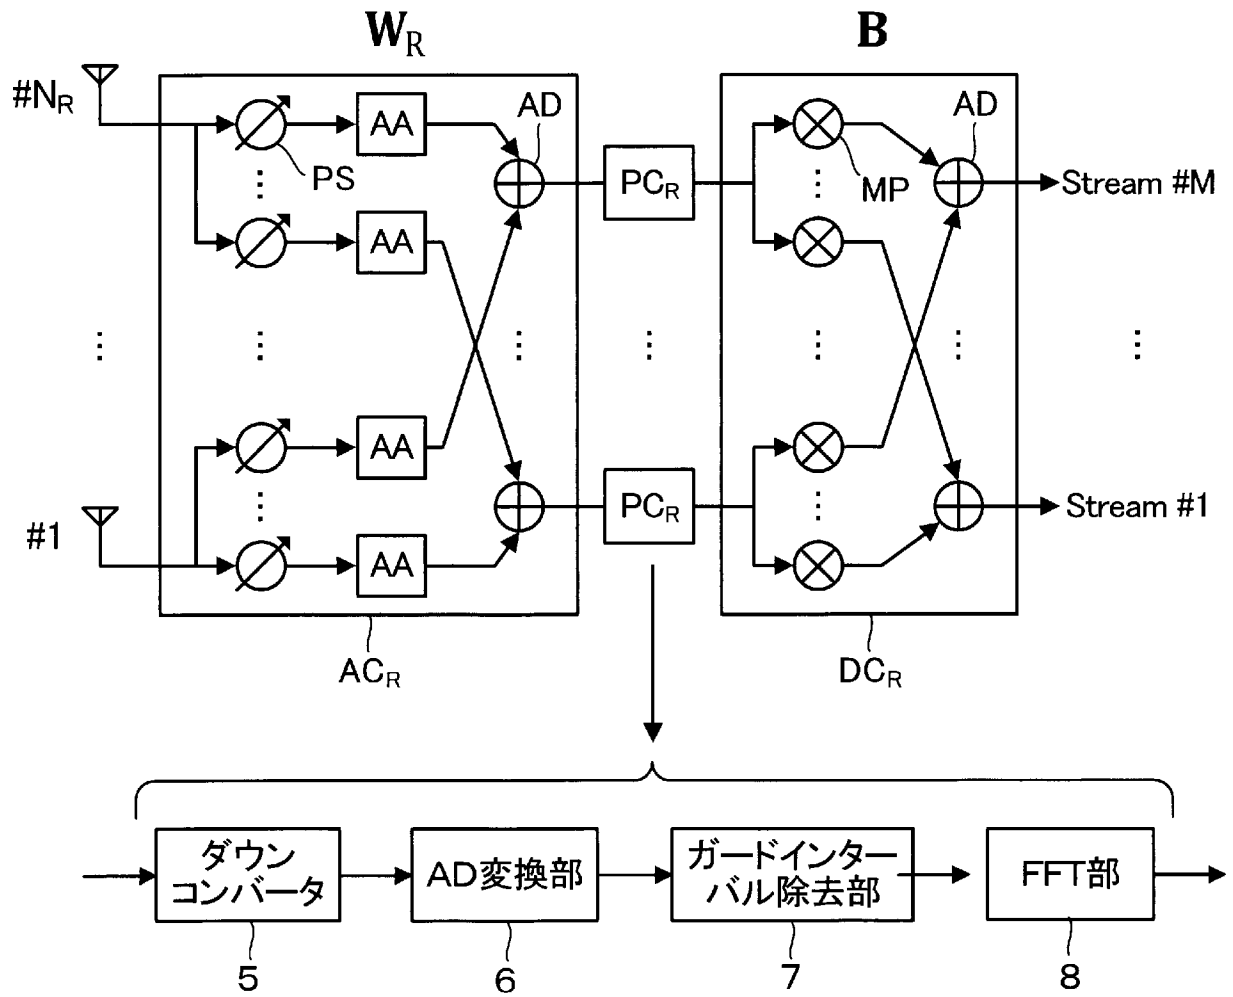 W_R B
#N_R
AA AD AD
PS PC_R MP Stream #M
AA
AA
PC_R Stream #1
#1
AA
AC_R DC_R
ダウン
コンバータ
AD変換部
ガードインター
バル除去部
FFT部
5 6 7 8